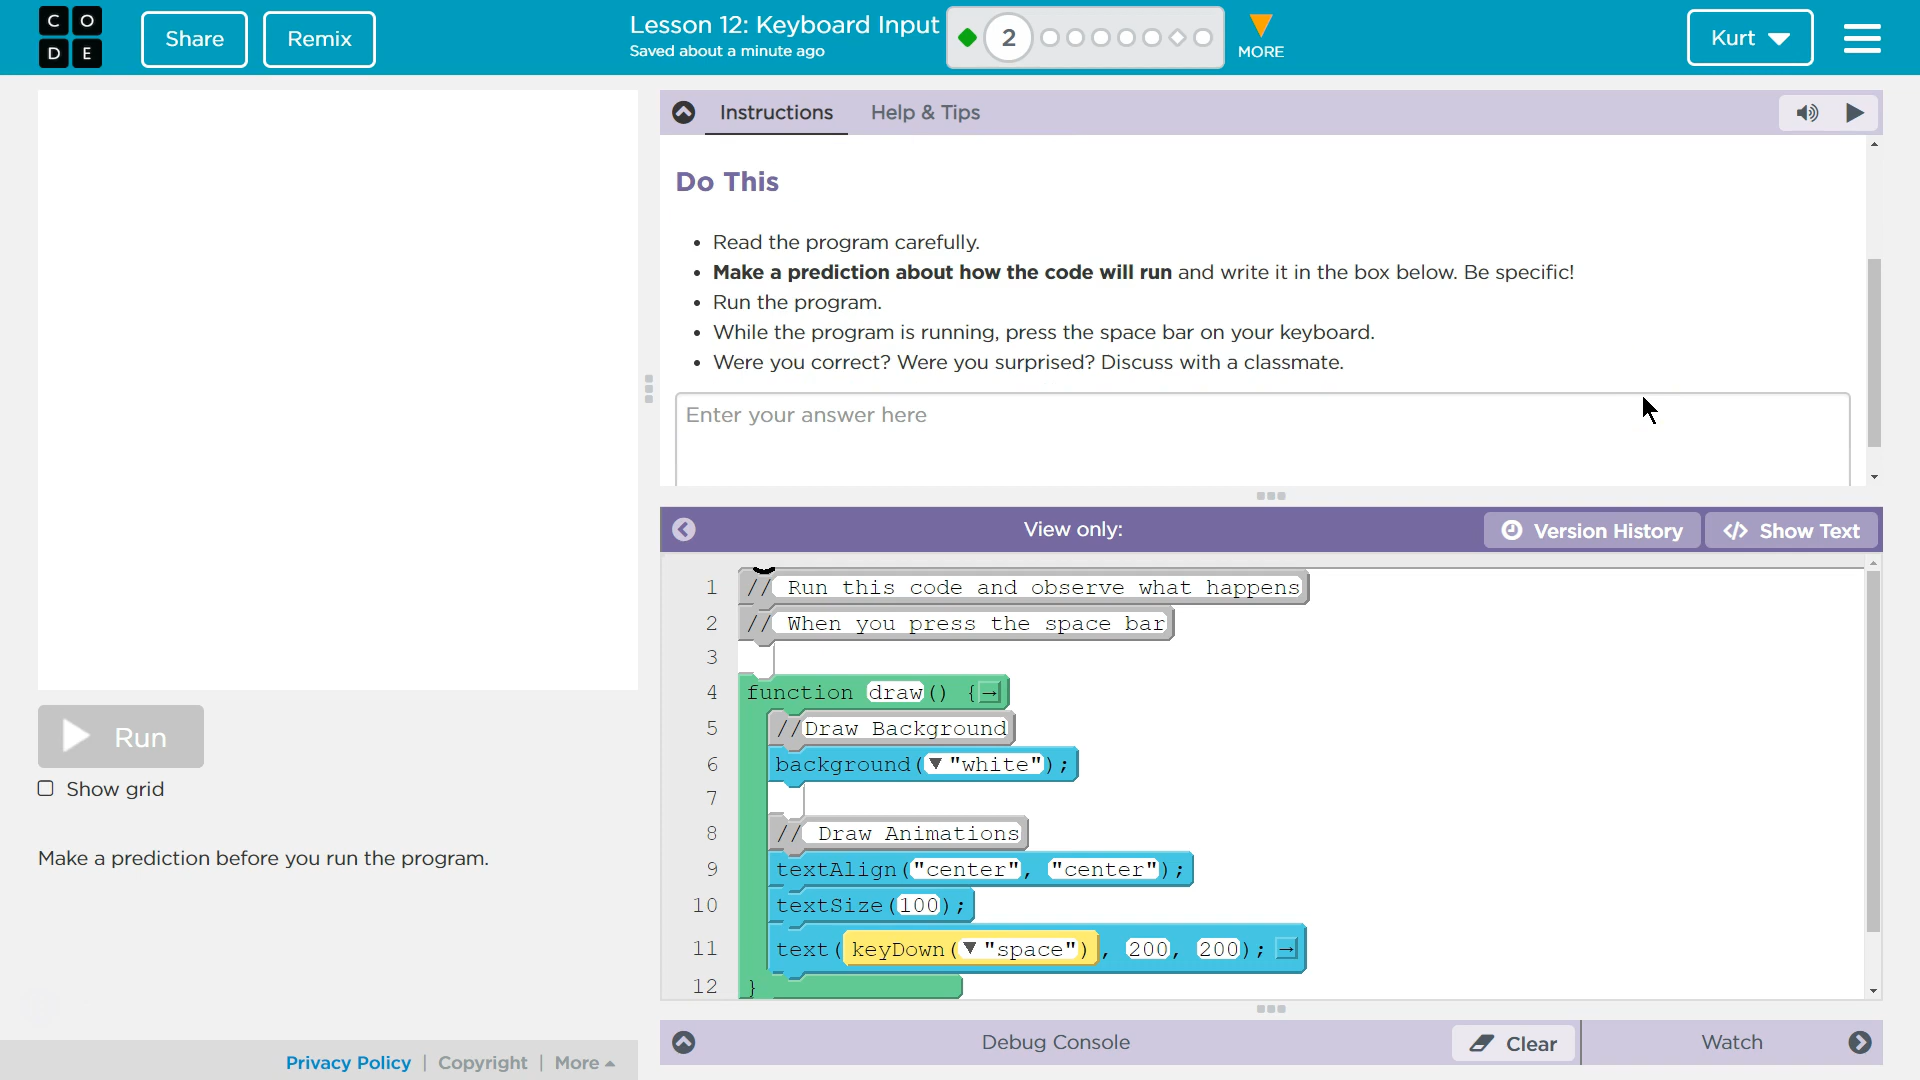 C O
D E
Share
Remix
Lesson 12: Keyboard Input
Saved about a minute ago
2
MORE
Kurt
Instructions
Help & Tips
Do This
• Read the program carefully.
• Make a prediction about how the code will run and write it in the box below. Be specific!
• Run the program.
• While the program is running, press the space bar on your keyboard.
• Were you correct? Were you surprised? Discuss with a classmate.
Enter your answer here
View only:
Version History
</> Show Text
1 // Run this code and observe what happens
2 // When you press the space bar
3
4 function draw() {
5 //Draw Background
6 background("white");
7
8 // Draw Animations
9 textAlign("center", "center");
10 textSize(100);
11 text(keyDown("space"), 200, 200);
12 }
Run
Show grid
Make a prediction before you run the program.
Debug Console
Clear
Watch
Privacy Policy | Copyright | More